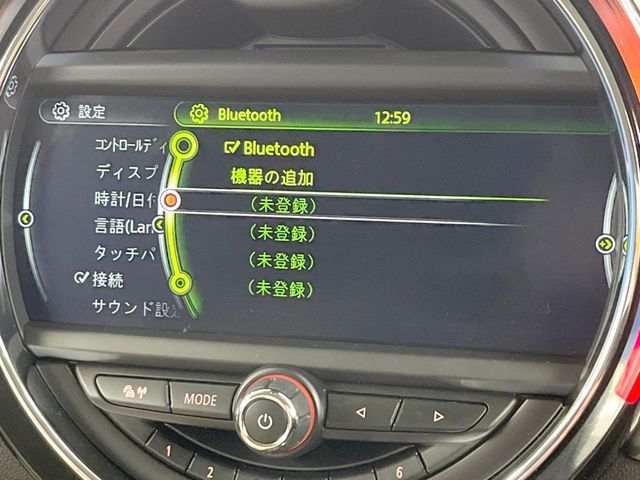 設定
Bluetooth
12:59
コントロールディ
Bluetooth
ディスプ
機器の追加
時計/日付
(未登録)
言語(Lan
(未登録)
タッチパ
(未登録)
接続
(未登録)
サウンド設定
MODE
1
2
6